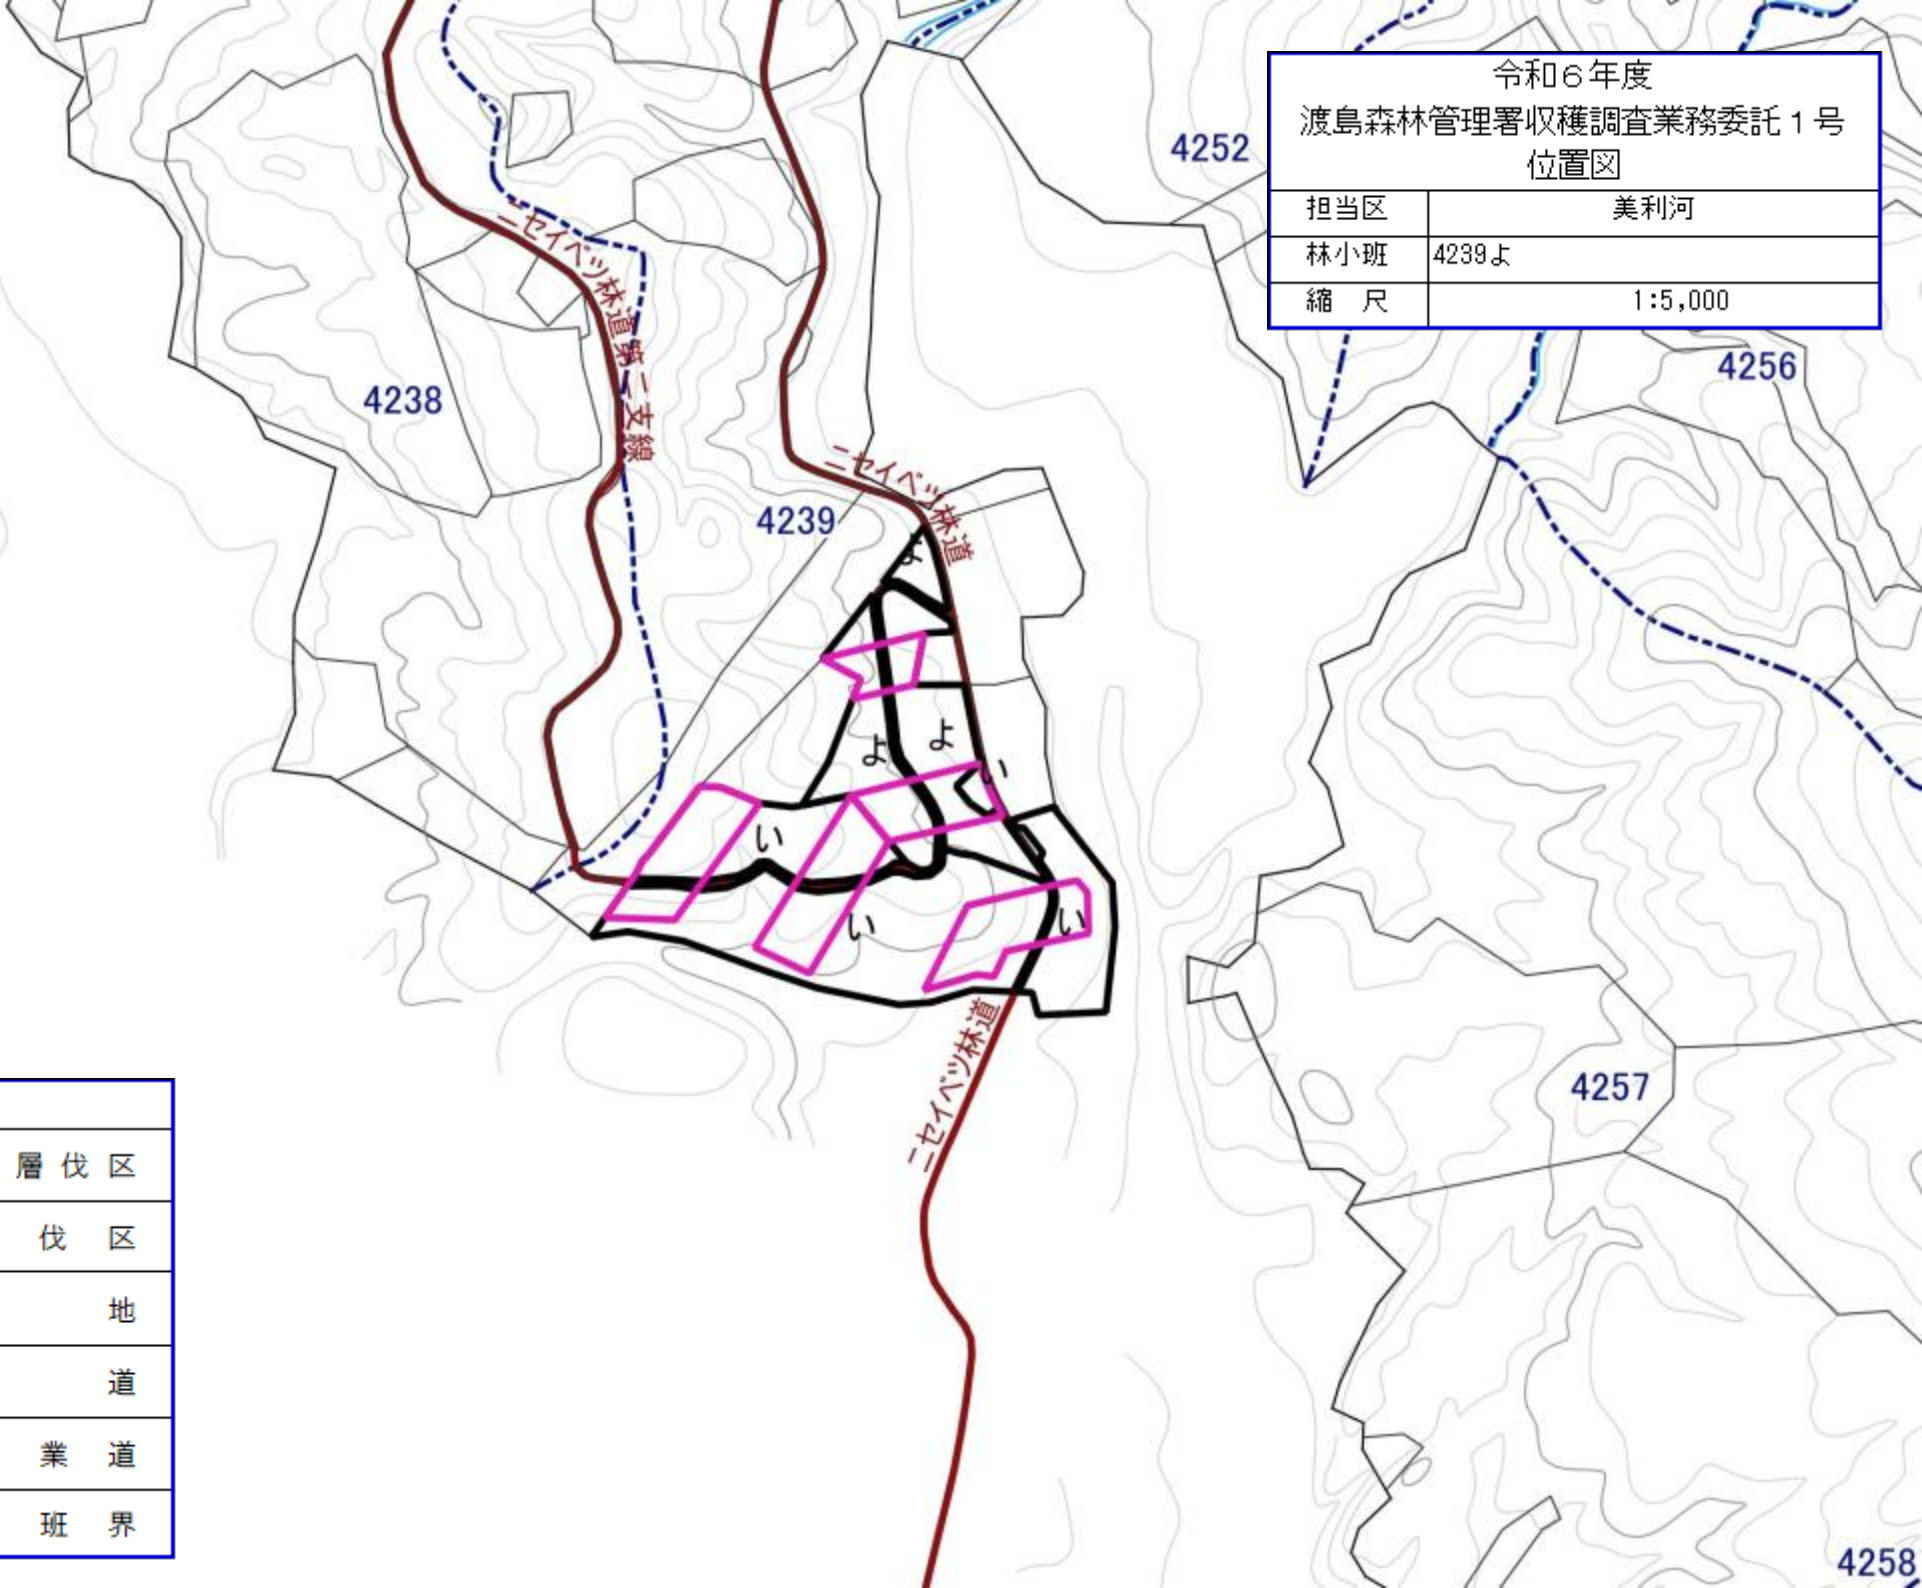 令和６年度
渡島森林管理署収穫調査業務委託１号
位置図
担当区 美利河
林小班 4239よ
縮 尺 1:5,000
4252
4256
4238
ニセイベツ林道第二支線
ニセイベツ林道
4239
よ
よ
よ
い
い
い
い
ニセイベツ林道
4257
4258
層 伐 区
伐 区
地
道
業 道
班 界